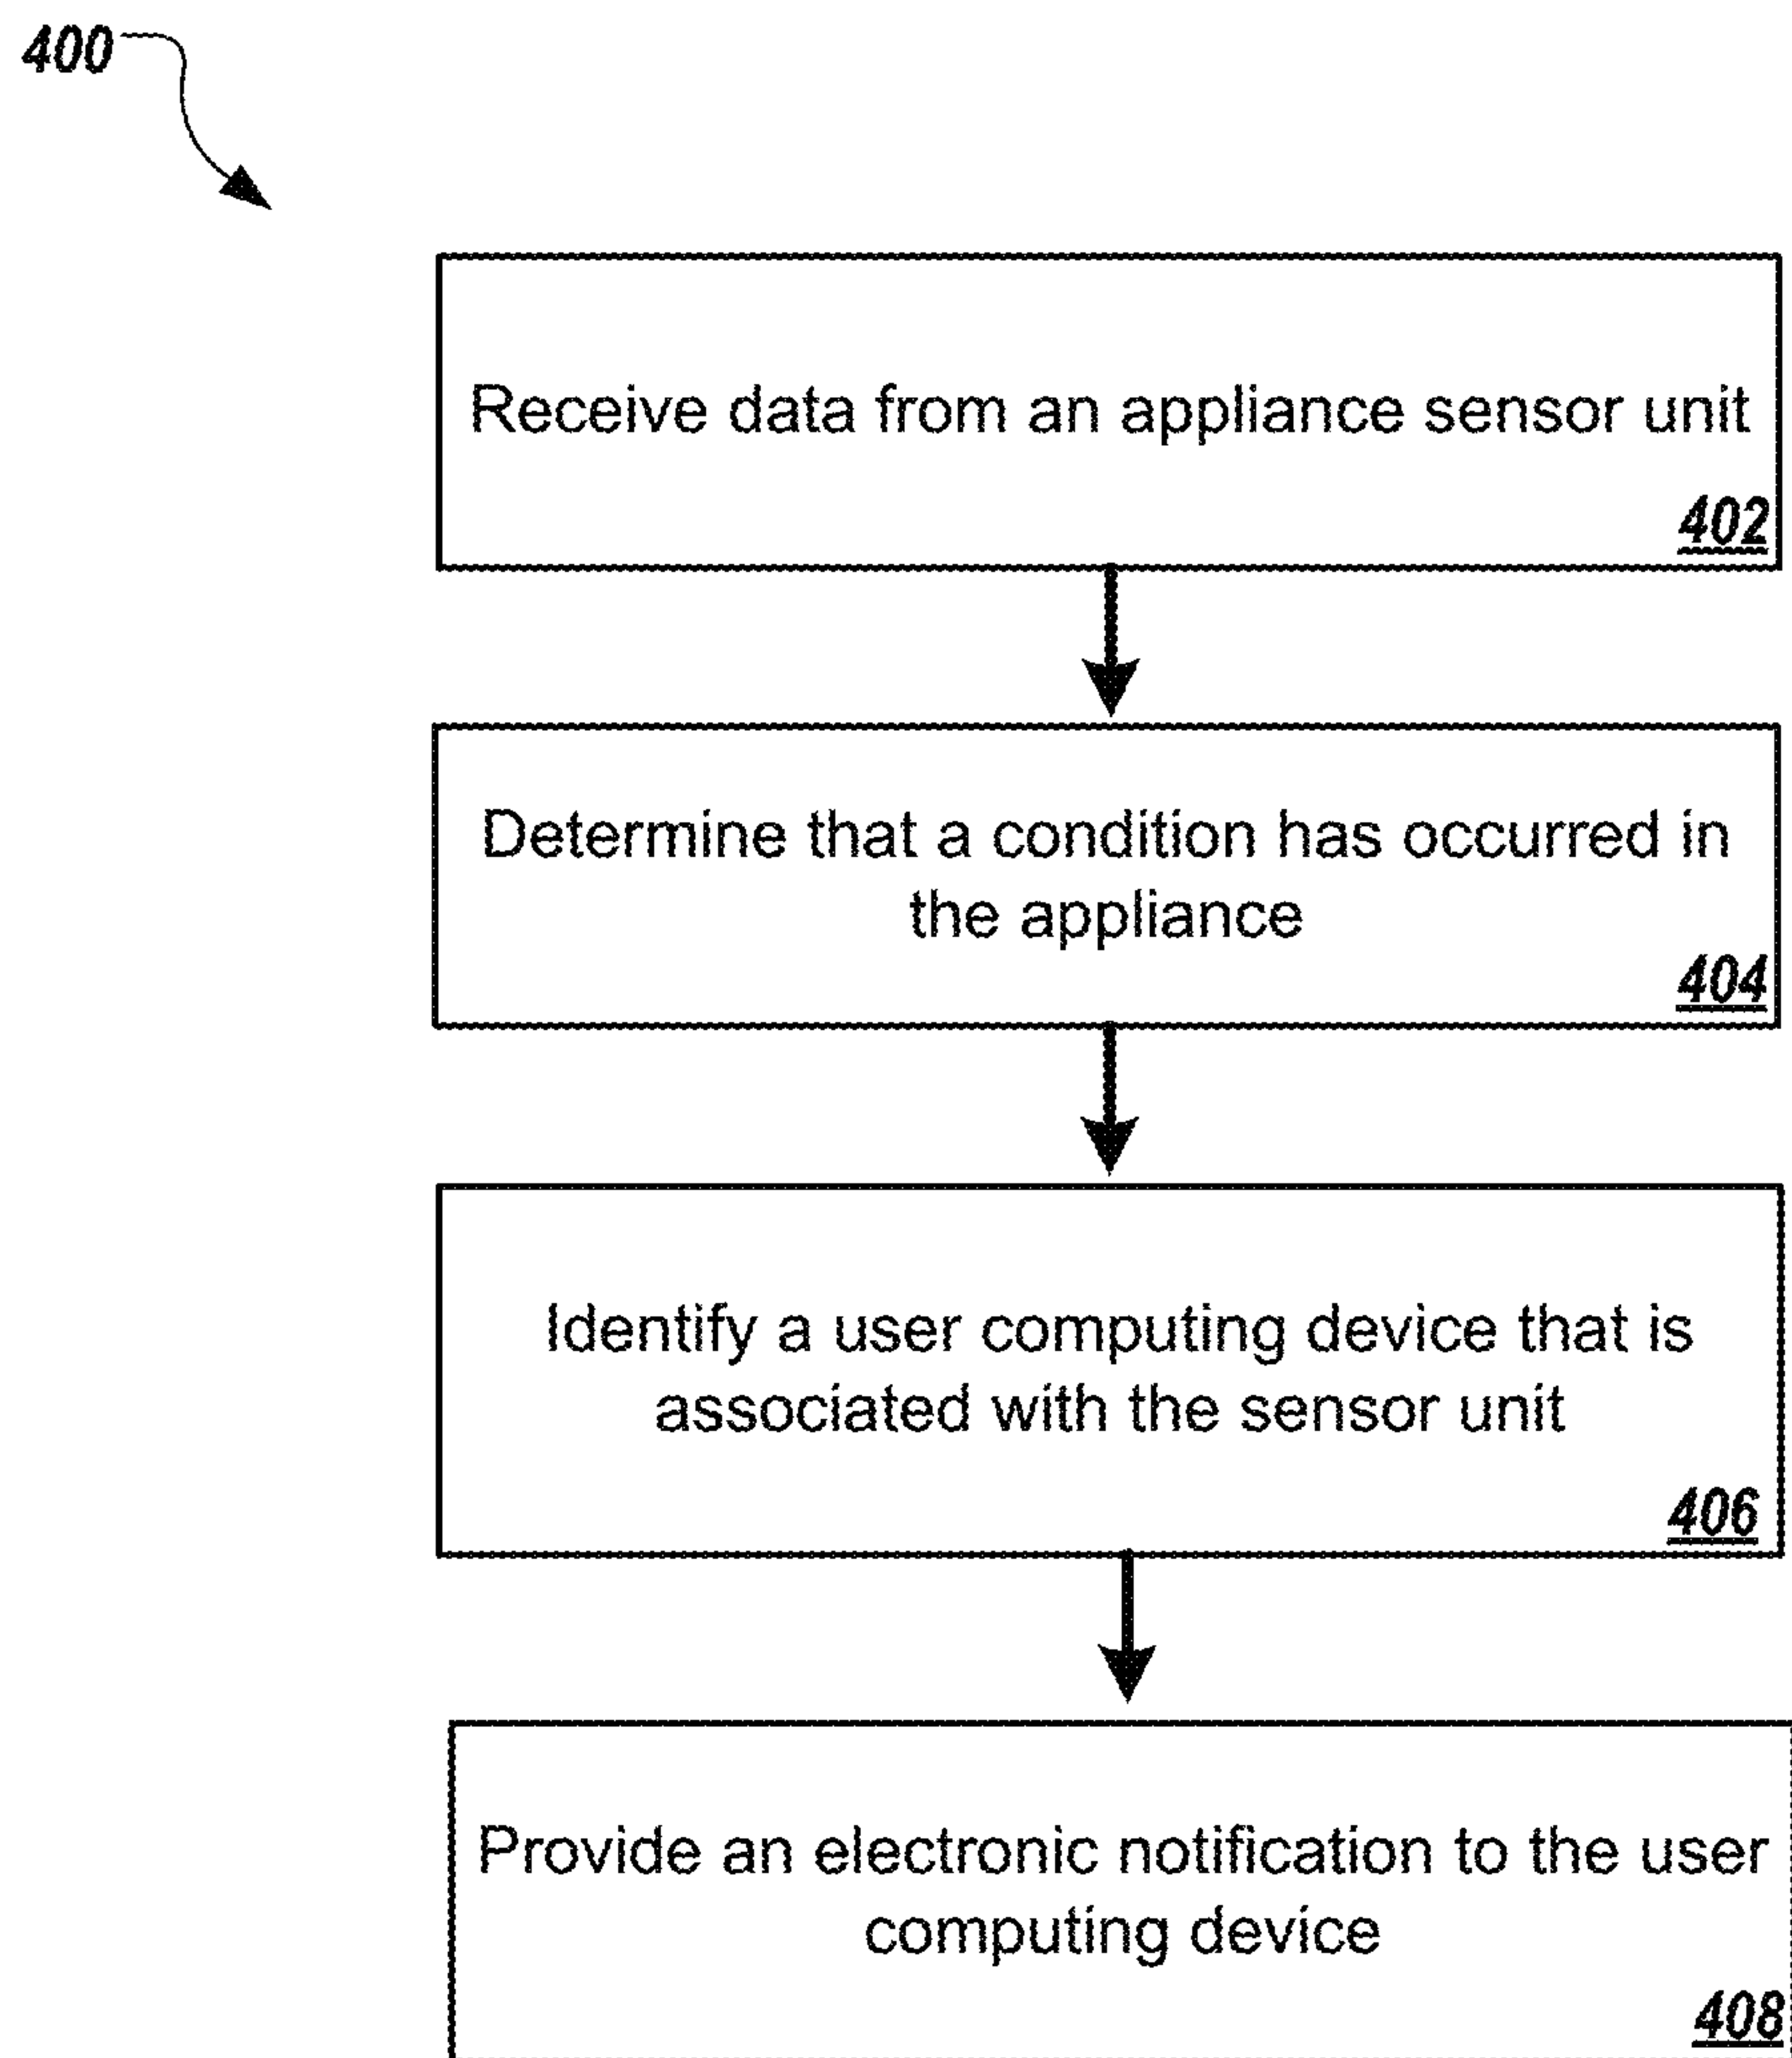 400
Receive data from an appliance sensor unit
402
Determine that a condition has occurred in
the appliance
404
Identify a user computing device that is
associated with the sensor unit
406
Provide an electronic notification to the user
computing device
408